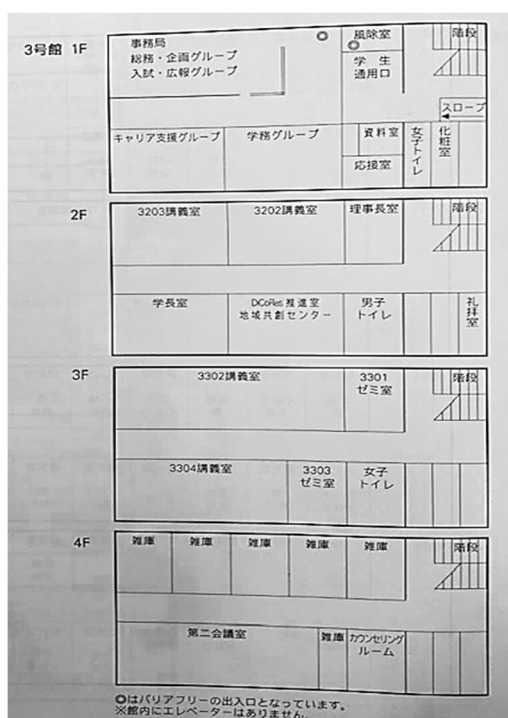 3号館 1F
事務局
総務・企画グループ
入試・広報グループ
◎
風除室
◎
学生
通用口
階段
スロープ
キャリア支援グループ
学務グループ
資料室
応接室
女子トイレ
化粧室
2F
3203講義室
3202講義室
理事長室
階段
学長室
DiCoRes推進室
地域共創センター
男子
トイレ
礼拝室
3F
3302講義室
3301
ゼミ室
階段
3304講義室
3303
ゼミ室
女子
トイレ
4F
雑庫
雑庫
雑庫
雑庫
雑庫
階段
第二会議室
雑庫
カウンセリング
ルーム
◎はバリアフリーの出入口となっています。
※館内にエレベーターはありません。